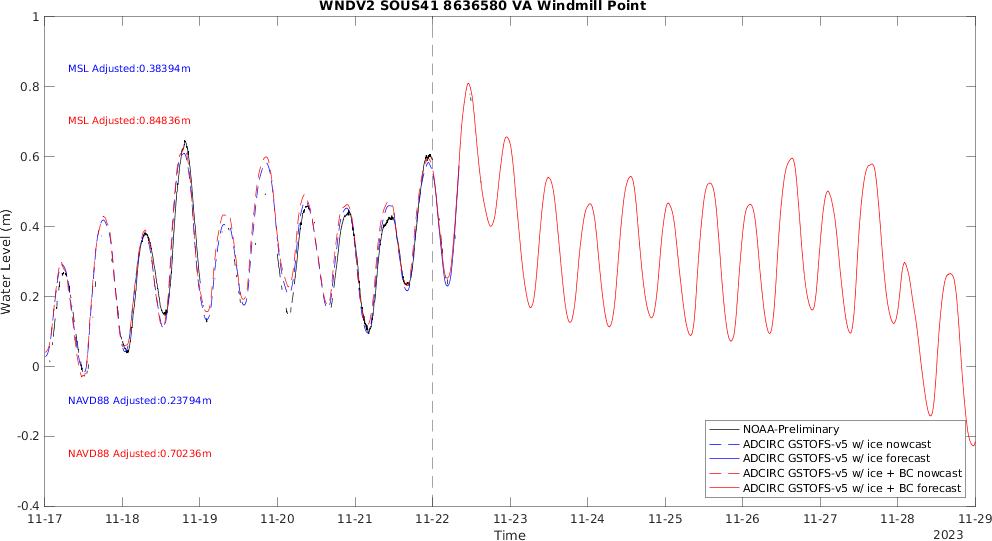 WNDV2 SOUS41 8636580 VA Windmill Point
1
0.8
0.6
0.4
0.2
0
-0.2
-0.4
Water Level (m)
MSL Adjusted:0.38394m
MSL Adjusted:0.84836m
NAVD88 Adjusted:0.23794m
NAVD88 Adjusted:0.70236m
NOAA-Preliminary
ADCIRC GSTOFS-v5 w/ ice nowcast
ADCIRC GSTOFS-v5 w/ ice forecast
ADCIRC GSTOFS-v5 w/ ice + BC nowcast
ADCIRC GSTOFS-v5 w/ ice + BC forecast
11-17 11-18 11-19 11-20 11-21 11-22 11-23 11-24 11-25 11-26 11-27 11-28 11-29
Time
2023